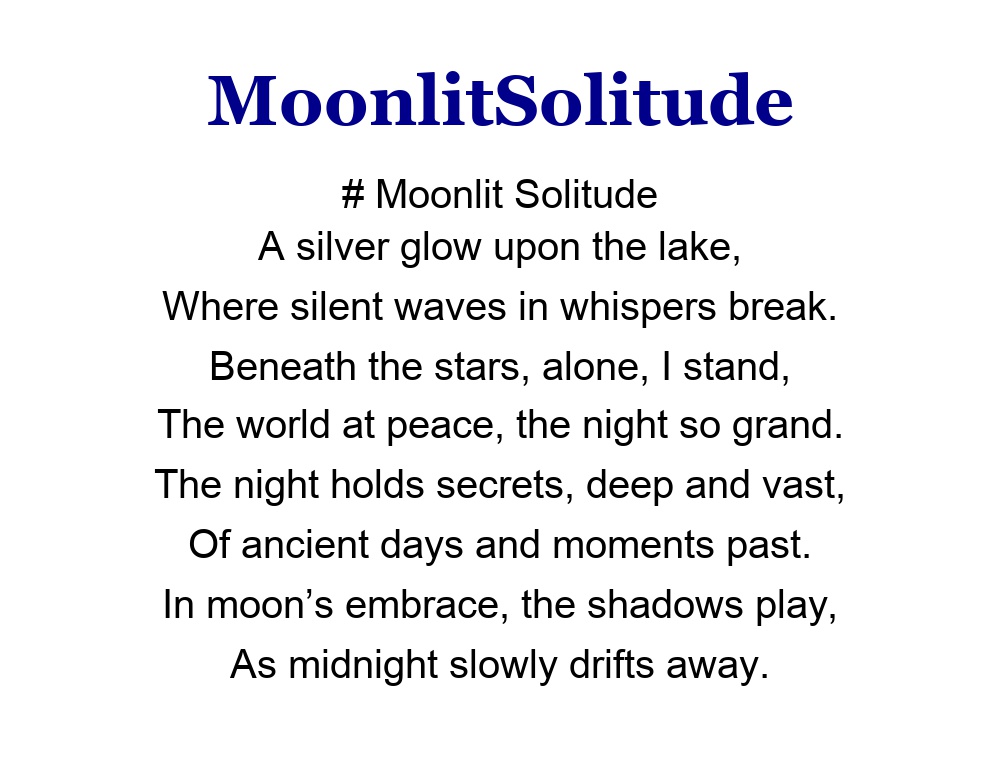 MoonlitSolitude
# Moonlit Solitude
A silver glow upon the lake,
Where silent waves in whispers break.
Beneath the stars, alone, I stand,
The world at peace, the night so grand.
The night holds secrets, deep and vast,
Of ancient days and moments past.
In moon’s embrace, the shadows play,
As midnight slowly drifts away.